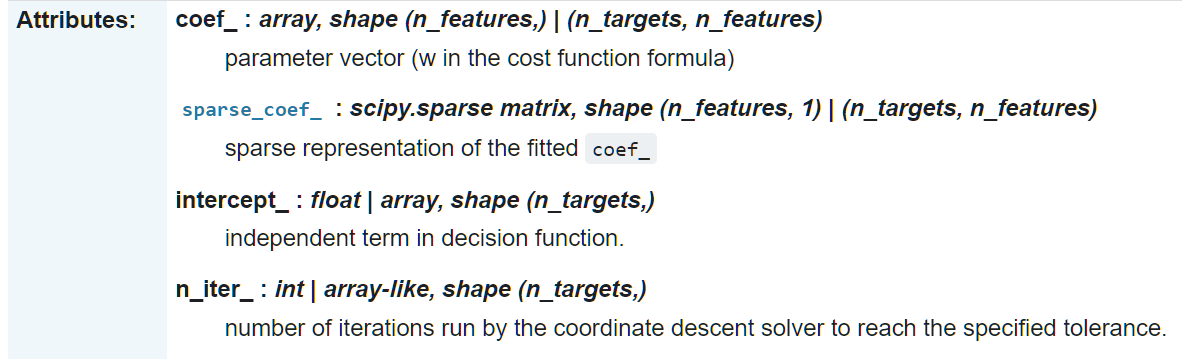 Attributes: coef_ : array, shape (n_features,) | (n_targets, n_features)
parameter vector (w in the cost function formula)
sparse_coef_ : scipy.sparse matrix, shape (n_features, 1) | (n_targets, n_features)
sparse representation of the fitted coef_
intercept_ : float | array, shape (n_targets,)
independent term in decision function.
n_iter_ : int | array-like, shape (n_targets,)
number of iterations run by the coordinate descent solver to reach the specified tolerance.